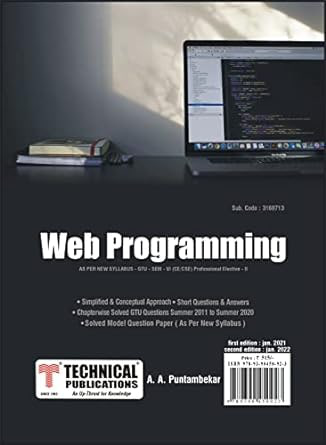 Sub. Code : 3160713
Web Programming
AS PER NEW SYLLABUS - GTU - SEM - VI (CE/CSE) Professional Elective - II
• Simplified & Conceptual Approach • Short Questions & Answers
• Chapterwise Solved GTU Questions Summer 2011 to Summer 2020
• Solved Model Question Paper ( As Per New Syllabus )
first edition : jan. 2021
second edition : jan. 2022
TECHNICAL
PUBLICATIONS
SINCE 1993 An Up-Thrust for Knowledge
A. A. Puntambekar